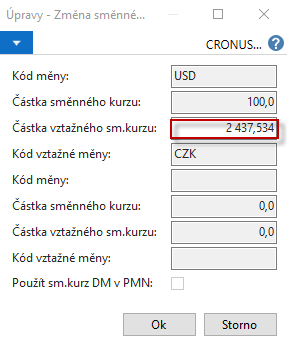 Úpravy - Změna směnné...
CRONUS... ?
Kód měny: USD
Částka směnného kurzu: 100,0
Částka vztažného sm.kurzu: 2 437,534
Kód vztažné měny: CZK
Kód měny:
Částka směnného kurzu: 0,0
Částka vztažného sm.kurzu: 0,0
Kód vztažné měny:
Použít sm.kurz DM v PMN:
Ok Storno